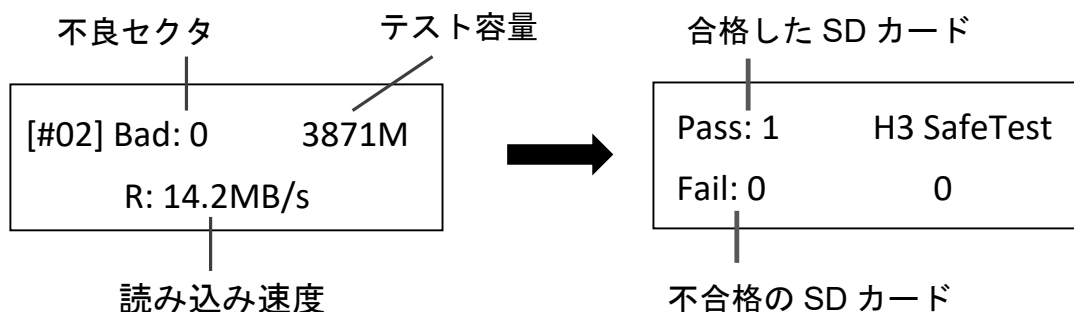 不良セクタ
テスト容量
合格した SD カード
[#02] Bad: 0 3871M
R: 14.2MB/s
Pass: 1 H3 SafeTest
Fail: 0 0
読み込み速度
不合格の SD カード